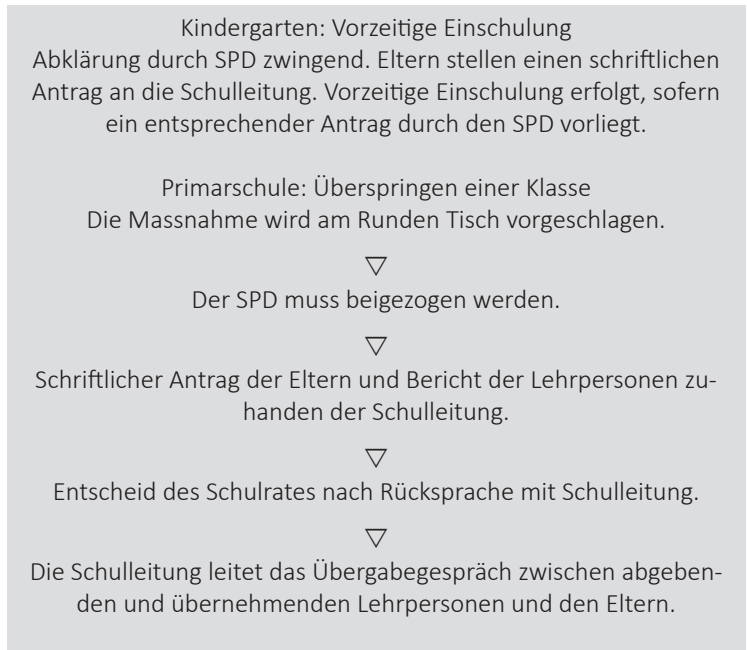 Kindergarten: Vorzeitige Einschulung
Abklärung durch SPD zwingend. Eltern stellen einen schriftlichen
Antrag an die Schulleitung. Vorzeitige Einschulung erfolgt, sofern
ein entsprechender Antrag durch den SPD vorliegt.
Primarschule: Überspringen einer Klasse
Die Massnahme wird am Runden Tisch vorgeschlagen.
▽
Der SPD muss beigezogen werden.
▽
Schriftlicher Antrag der Eltern und Bericht der Lehrpersonen zu-
handen der Schulleitung.
▽
Entscheid des Schulrates nach Rücksprache mit Schulleitung.
▽
Die Schulleitung leitet das Übergabegespräch zwischen abgeben-
den und übernehmenden Lehrpersonen und den Eltern.